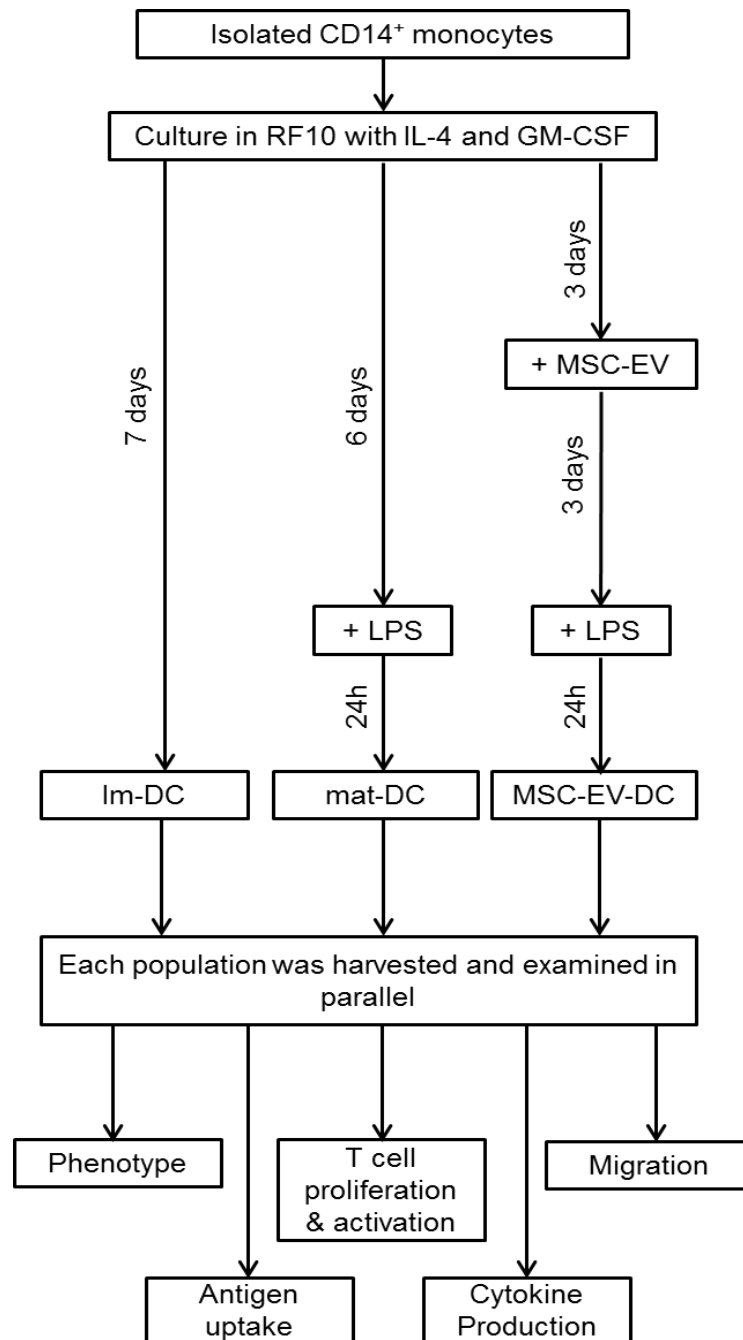 Isolated CD14⁺ monocytes
Culture in RF10 with IL-4 and GM-CSF
7 days
6 days
3 days
+ MSC-EV
3 days
+ LPS
+ LPS
24h
24h
Im-DC
mat-DC
MSC-EV-DC
Each population was harvested and examined in
parallel
Phenotype
T cell
proliferation
& activation
Migration
Antigen
uptake
Cytokine
Production